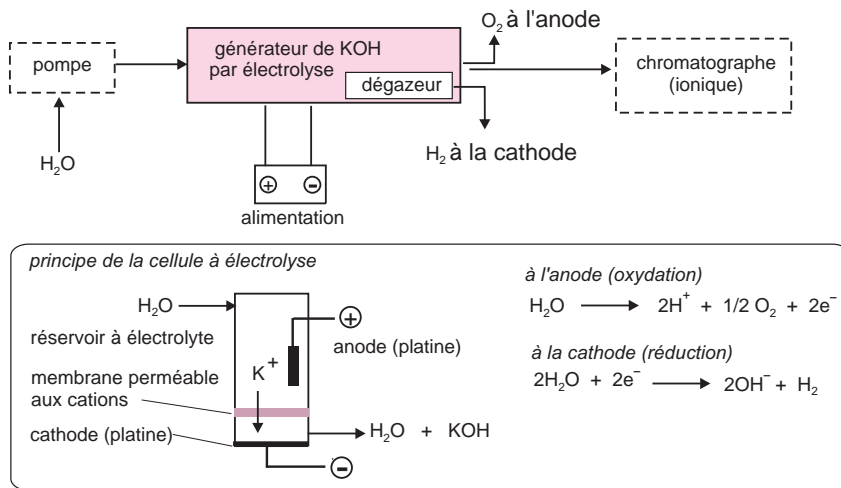 O₂ à l'anode
générateur de KOH
par électrolyse
pompe
dégazeur
chromatographe
(ionique)
H₂O
H₂ à la cathode
+ -
alimentation
principe de la cellule à électrolyse
H₂O
+
réservoir à électrolyte
anode (platine)
K⁺
membrane perméable
aux cations
cathode (platine)
H₂O + KOH
-
à l'anode (oxydation)
H₂O ⟶ 2H⁺ + 1/2 O₂ + 2e⁻
à la cathode (réduction)
2H₂O + 2e⁻ ⟶ 2OH⁻ + H₂